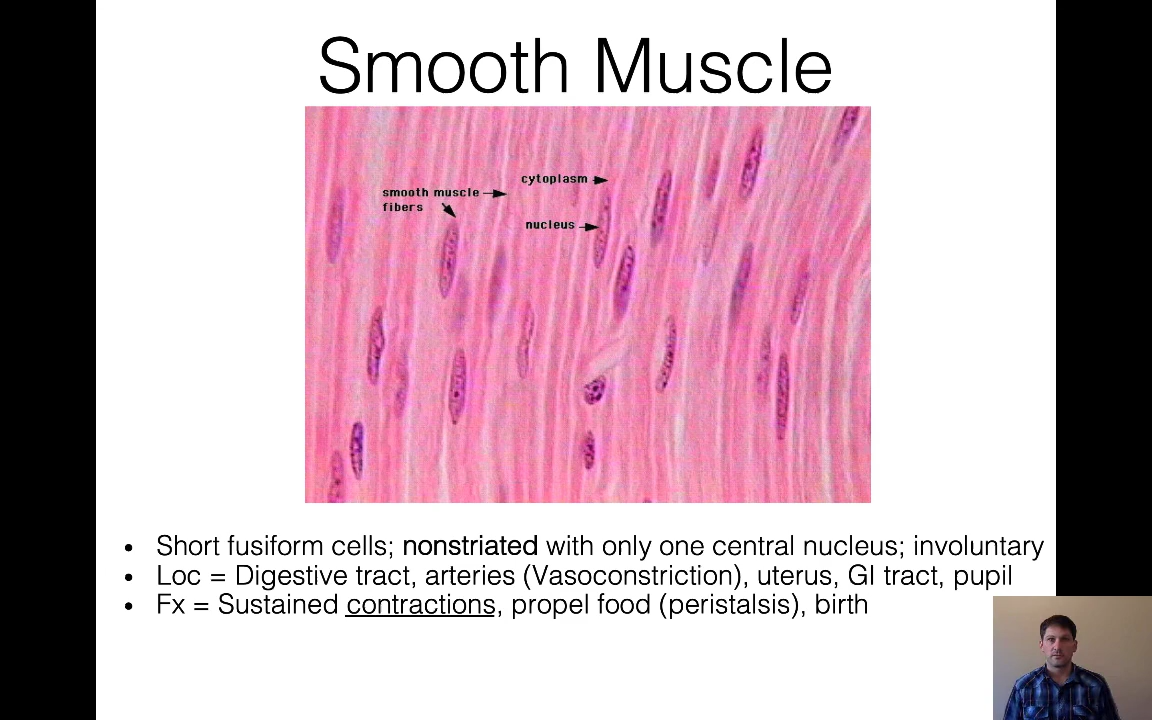 Smooth Muscle
cytoplasm
smooth muscle
fibers
nucleus
• Short fusiform cells; nonstriated with only one central nucleus; involuntary
• Loc = Digestive tract, arteries (Vasoconstriction), uterus, GI tract, pupil
• Fx = Sustained contractions, propel food (peristalsis), birth